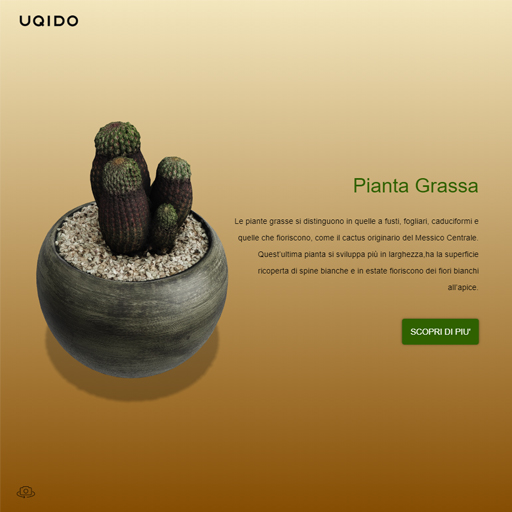 UQIDO
Pianta Grassa
Le piante grasse si distinguono in quelle a fusti, fogliari, caduciformi e
quelle che fioriscono, come il cactus originario del Messico Centrale.
Quest'ultima pianta si sviluppa più in larghezza,ha la superficie
ricoperta di spine bianche e in estate fioriscono dei fiori bianchi
all'apice.
SCOPRI DI PIU'